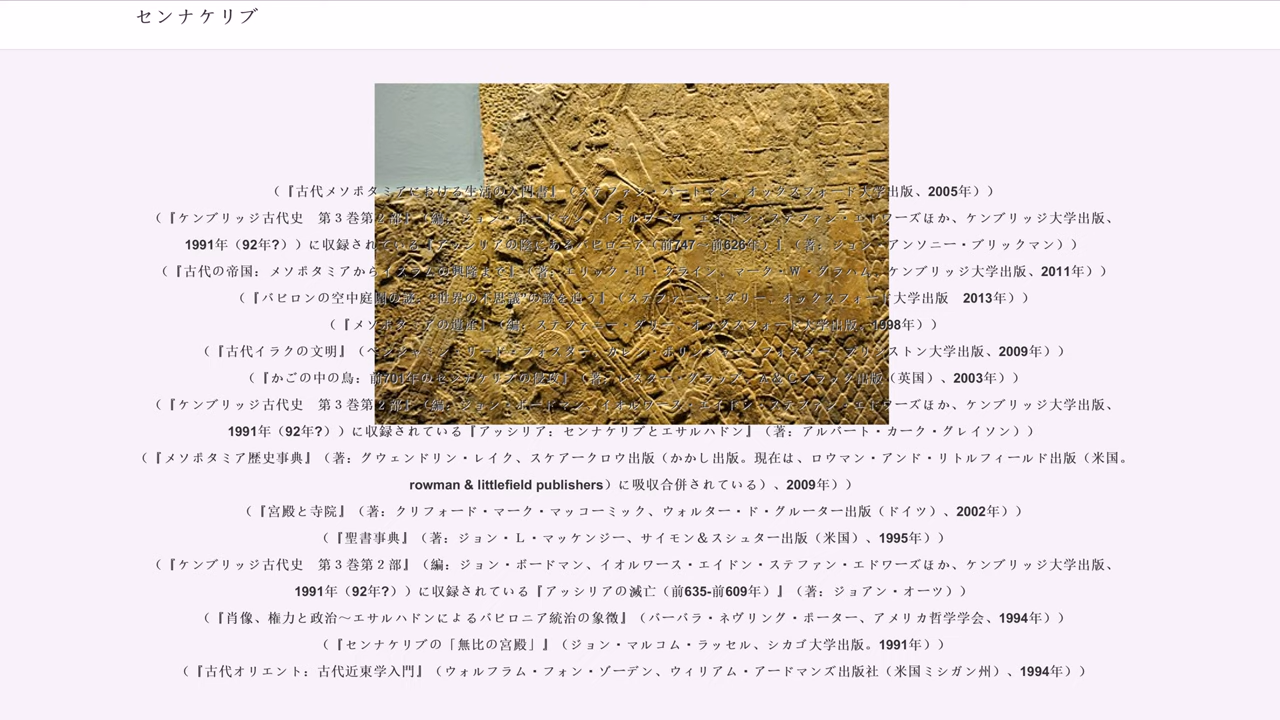 センナケリブ
（『古代メソポタミアにおける生活の入門書』（ステファン・バートマン、オックスフォード大学出版、2005年））
（『ケンブリッジ古代史　第３巻第２部』（編：ジョン・ボードマン、イオルワース・エイドン・ステファン・エドワーズほか、ケンブリッジ大学出版、
1991年（92年?））に収録されている『アッシリアの陰にあるバビロニア（前747～前626年）』（著：ジョン・アンソニー・ブリックマン））
（『古代の帝国：メソポタミアからイスラムの興隆まで』（著：エリック・H・クライン、マーク・W・グラハム、ケンブリッジ大学出版、2011年））
（『バビロンの空中庭園の謎："世界の不思議"の謎を追う』（ステファニー・ダリー、オックスフォード大学出版　2013年））
（『メソポタミアの遺産』（編：ステファニー・ダリー、オックスフォード大学出版、1998年））
（『古代イラクの文明』（ベンジャミン・リード・フォスター、カレン・ポリンジャー・フォスター、プリンストン大学出版、2009年））
（『かごの中の鳥：前701年のセンナケリブの侵攻』（著：レスター・グラッブ、A＆Cブラック出版（英国）、2003年））
（『ケンブリッジ古代史　第３巻第２部』（編：ジョン・ボードマン、イオルワース・エイドン・ステファン・エドワーズほか、ケンブリッジ大学出版、
1991年（92年?））に収録されている『アッシリア：センナケリブとエサルハドン』（著：アルバート・カーク・グレイソン））
（『メソポタミア歴史事典』（著：グウェンドリン・レイク、スケアークロウ出版（かかし出版。現在は、ロウマン・アンド・リトルフィールド出版（米国。
rowman & littlefield publishers）に吸収合併されている）、2009年））
（『宮殿と寺院』（著：クリフォード・マーク・マッコーミック、ウォルター・ド・グルーター出版（ドイツ）、2002年））
（『聖書事典』（著：ジョン・Ｌ・マッケンジー、サイモン＆スシュター出版（米国）、1995年））
（『ケンブリッジ古代史　第３巻第２部』（編：ジョン・ボードマン、イオルワース・エイドン・ステファン・エドワーズほか、ケンブリッジ大学出版、
1991年（92年?））に収録されている『アッシリアの滅亡（前635-前609年）』（著：ジョアン・オーツ））
（『肖像、権力と政治～エサルハドンによるバビロニア統治の象徴』（バーバラ・ネヴリング・ポーター、アメリカ哲学学会、1994年））
（『センナケリブの「無比の宮殿」』（ジョン・マルコム・ラッセル、シカゴ大学出版。1991年））
（『古代オリエント：古代近東学入門』（ウォルフラム・フォン・ゾーデン、ウィリアム・アードマンズ出版社（米国ミシガン州）、1994年））